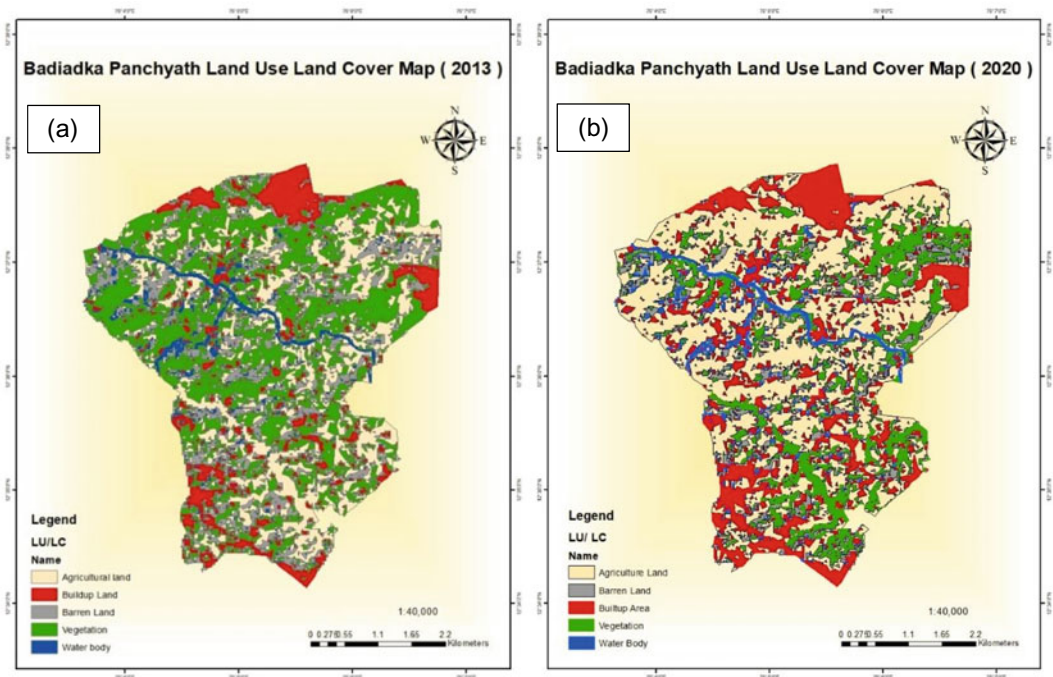 Badiadka Panchyath Land Use Land Cover Map ( 2013 )
(a)
N
W E
S
Legend
LU/LC
Name
Agricultural land
Buildup Land
Barren Land
Vegetation
Water body
1:40,000
0 0.275 0.55 1.1 1.65 2.2
Kilometers
Badiadka Panchyath Land Use Land Cover Map ( 2020 )
(b)
N
W E
S
Legend
LU/ LC
Name
Agriculture Land
Barren Land
Builtup Area
Vegetation
Water Body
1:40,000
0 0.275 0.55 1.1 1.65 2.2
Kilometers